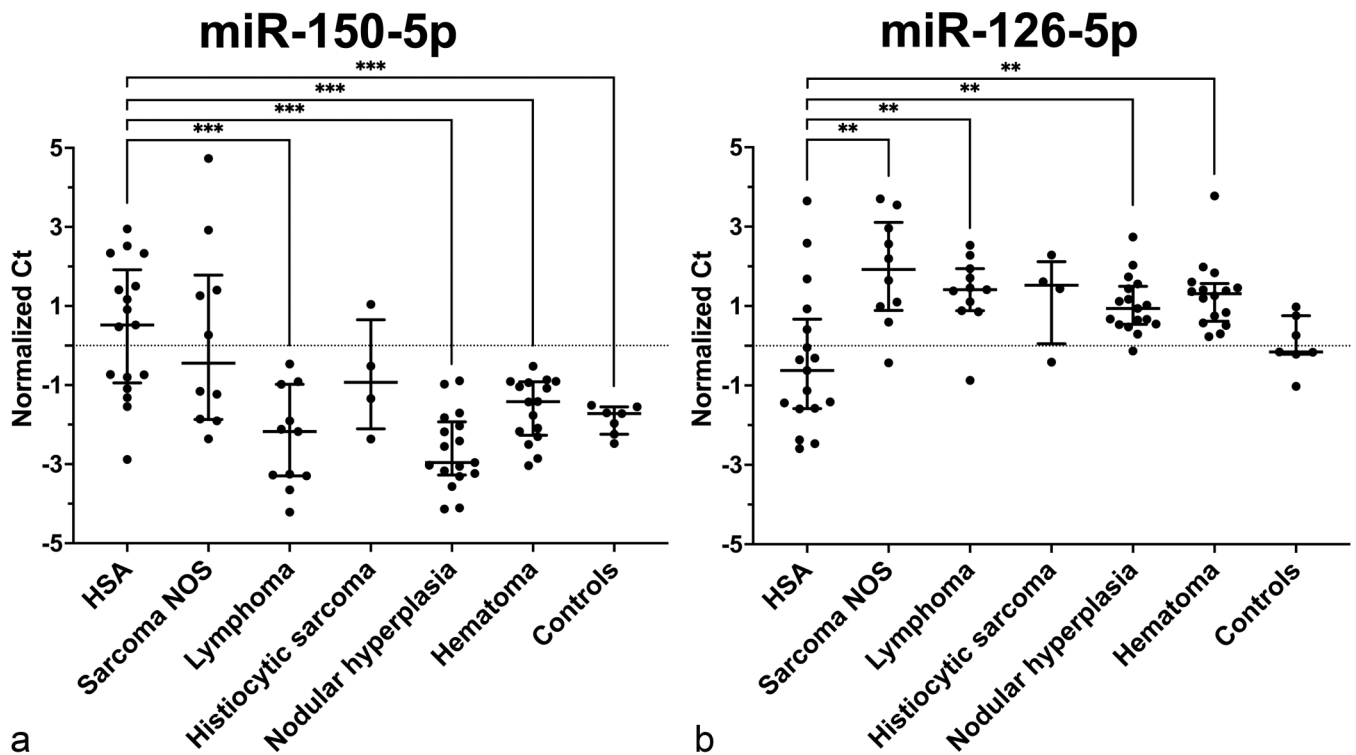 miR-150-5p
***
***
***
***
5
3
1
-1
-3
-5
Normalized Ct
HSA
Sarcoma NOS
Lymphoma
Histiocytic sarcoma
Nodular hyperplasia
Hematoma
Controls
a
miR-126-5p
**
**
**
**
5
3
1
-1
-3
-5
Normalized Ct
HSA
Sarcoma NOS
Lymphoma
Histiocytic sarcoma
Nodular hyperplasia
Hematoma
Controls
b